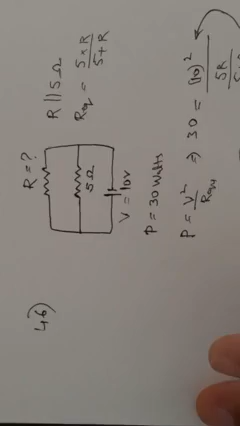 46)
R = ?
5Ω
V = 10V
P = 30 Watts
R || 5Ω
Req = 5×R / 5+R
P = V² / Req ⇒ 30 = (10)² / 5R